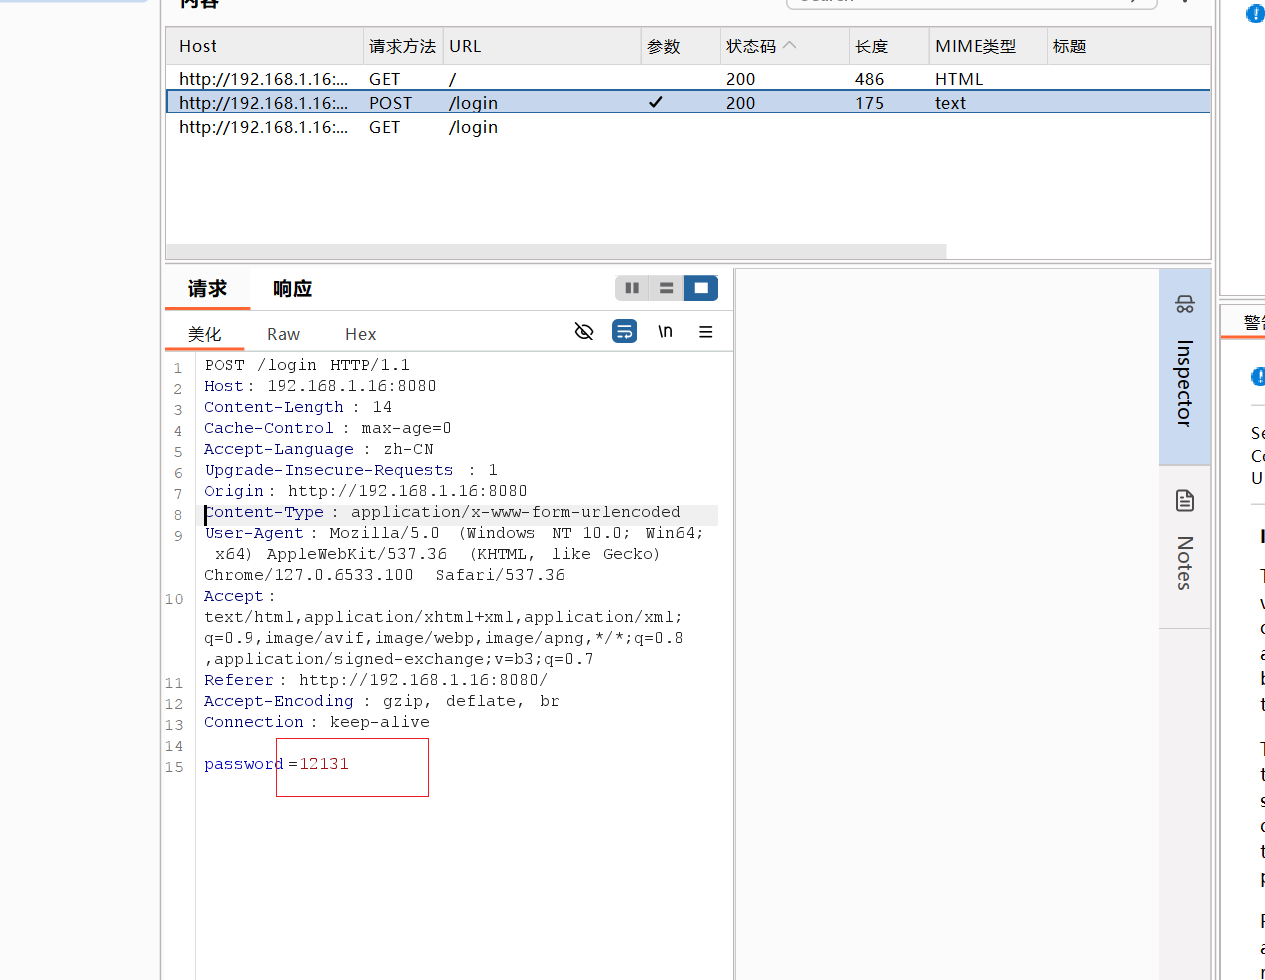 内容
Host 请求方法 URL 参数 状态码 长度 MIME类型 标题
http://192.168.1.16:... GET / 200 486 HTML
http://192.168.1.16:... POST /login ✓ 200 175 text
http://192.168.1.16:... GET /login
请求 响应
美化 Raw Hex \n
1 POST /login HTTP/1.1
2 Host: 192.168.1.16:8080
3 Content-Length : 14
4 Cache-Control : max-age=0
5 Accept-Language : zh-CN
6 Upgrade-Insecure-Requests : 1
7 Origin: http://192.168.1.16:8080
8 Content-Type : application/x-www-form-urlencoded
9 User-Agent: Mozilla/5.0 (Windows NT 10.0; Win64;
x64) AppleWebKit/537.36 (KHTML, like Gecko)
Chrome/127.0.6533.100 Safari/537.36
10 Accept:
text/html,application/xhtml+xml,application/xml;
q=0.9,image/avif,image/webp,image/apng,*/*;q=0.8
,application/signed-exchange;v=b3;q=0.7
11 Referer: http://192.168.1.16:8080/
12 Accept-Encoding : gzip, deflate, br
13 Connection: keep-alive
14
15 password=12131
Inspector
Notes